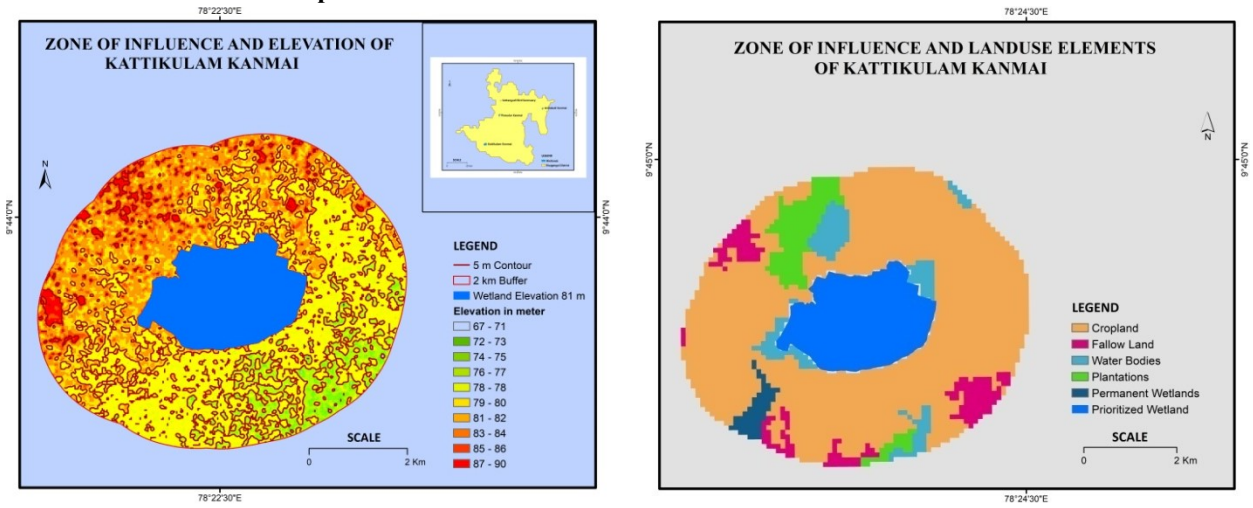 78°22'30"E
ZONE OF INFLUENCE AND ELEVATION OF
KATTIKULAM KANMAI
N
9°44'0"N
9°44'0"N
LEGEND
5 m Contour
2 km Buffer
Wetland Elevation 81 m
Elevation in meter
67 - 71
72 - 73
74 - 75
76 - 77
78 - 78
79 - 80
81 - 82
83 - 84
85 - 86
87 - 90
SCALE
0 2 Km
78°22'30"E
78°24'30"E
ZONE OF INFLUENCE AND LANDUSE ELEMENTS
OF KATTIKULAM KANMAI
N
9°45'0"N
9°45'0"N
LEGEND
Cropland
Fallow Land
Water Bodies
Plantations
Permanent Wetlands
Prioritized Wetland
SCALE
0 2 Km
78°24'30"E